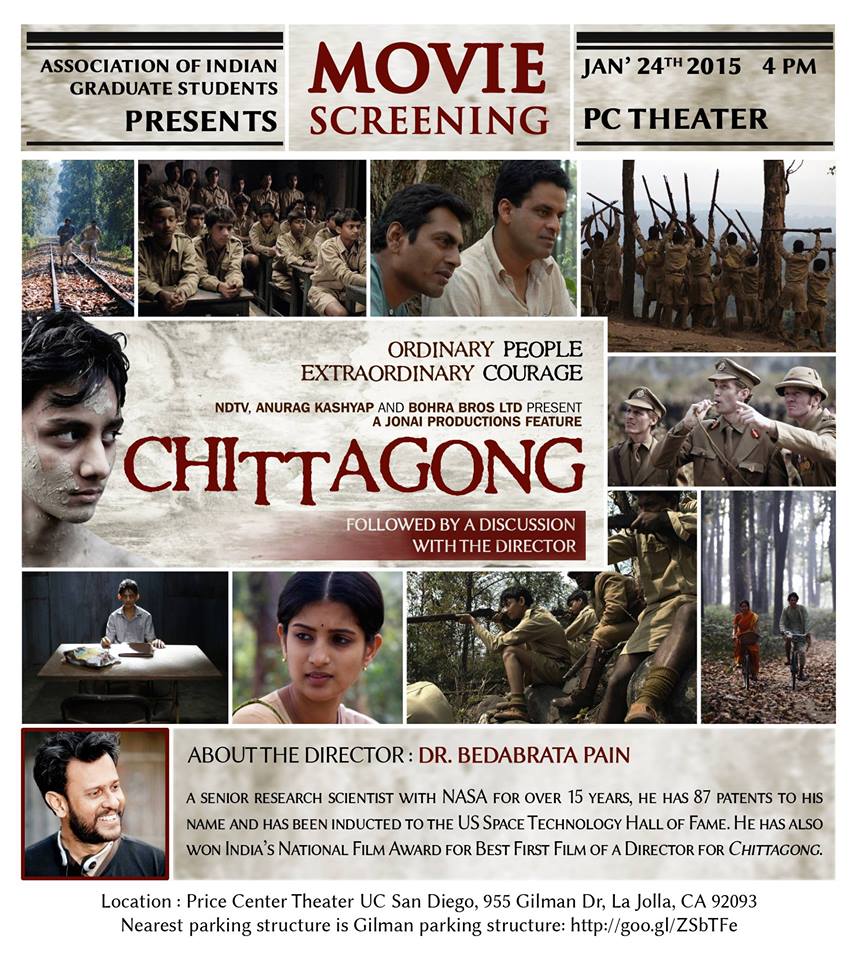 ASSOCIATION OF INDIAN
GRADUATE STUDENTS
PRESENTS
MOVIE
SCREENING
JAN' 24TH 2015 4 PM
PC THEATER
ORDINARY PEOPLE
EXTRAORDINARY COURAGE
NDTV, ANURAG KASHYAP AND BOHRA BROS LTD PRESENT
A JONAI PRODUCTIONS FEATURE
CHITTAGONG
FOLLOWED BY A DISCUSSION
WITH THE DIRECTOR
ABOUT THE DIRECTOR : DR. BEDABRATA PAIN
A SENIOR RESEARCH SCIENTIST WITH NASA FOR OVER 15 YEARS, HE HAS 87 PATENTS TO HIS
NAME AND HAS BEEN INDUCTED TO THE US SPACE TECHNOLOGY HALL OF FAME. HE HAS ALSO
WON INDIA'S NATIONAL FILM AWARD FOR BEST FIRST FILM OF A DIRECTOR FOR CHITTAGONG.
Location : Price Center Theater UC San Diego, 955 Gilman Dr, La Jolla, CA 92093
Nearest parking structure is Gilman parking structure: http://goo.gl/ZSbTFe